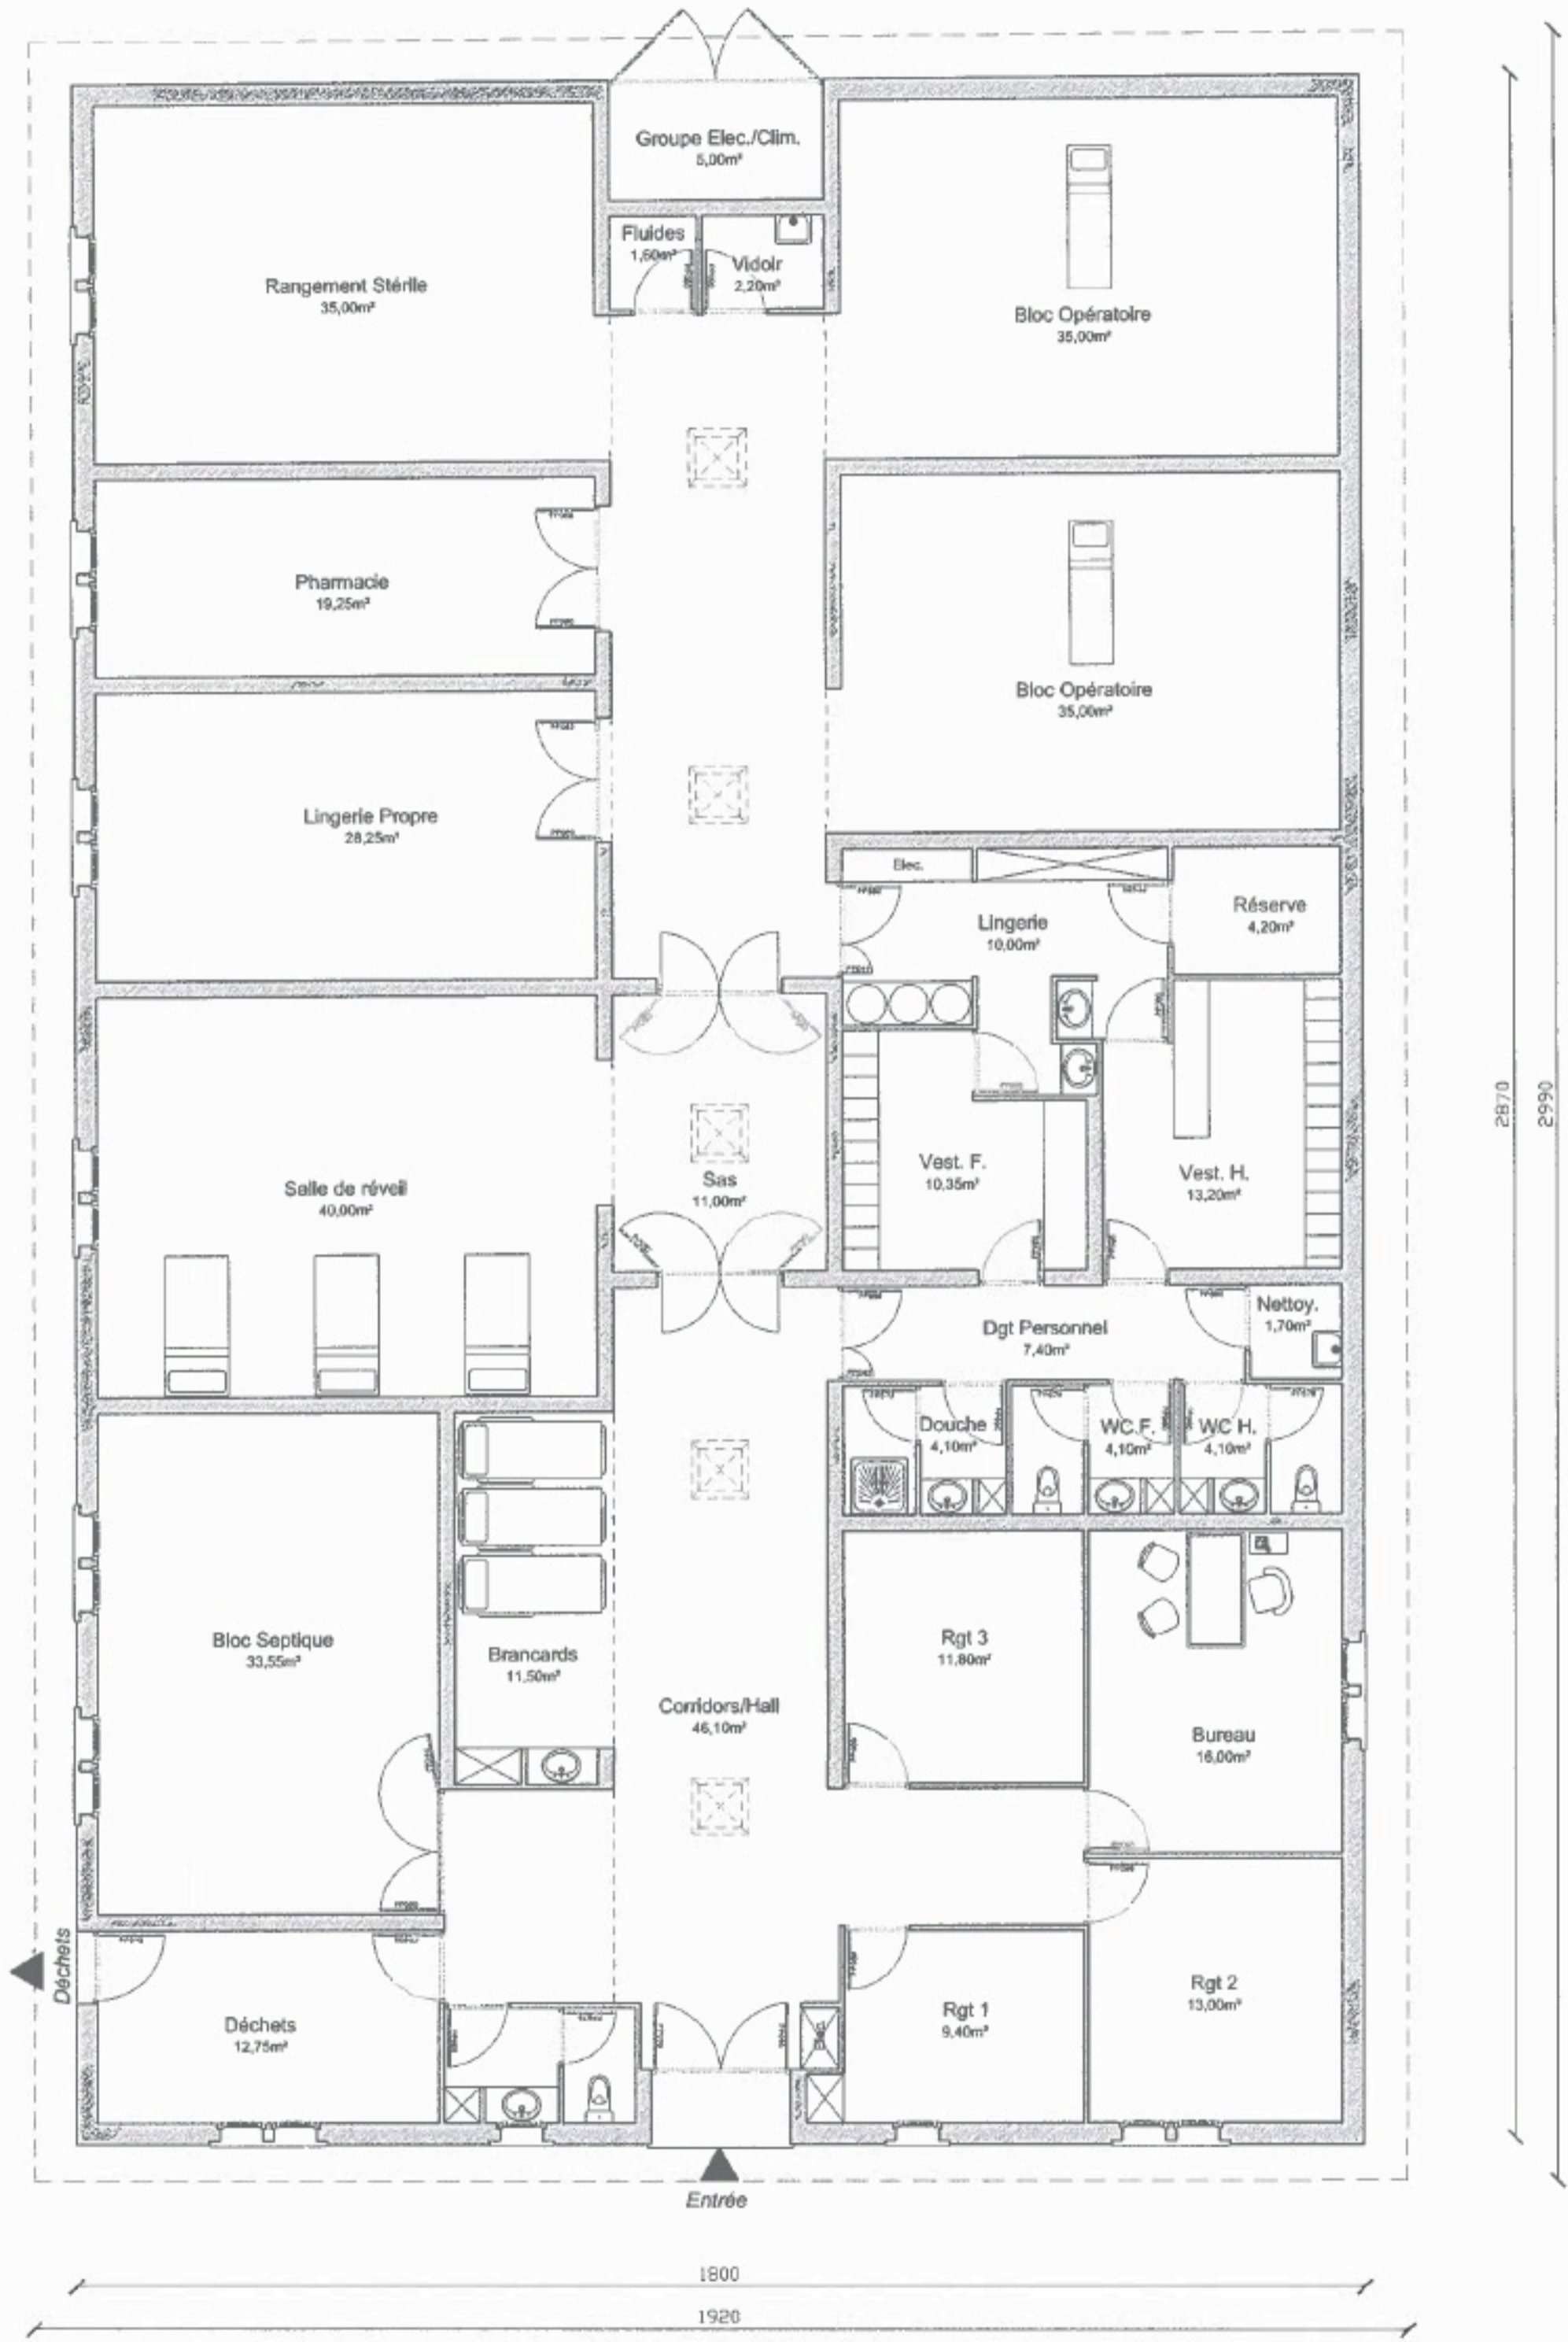 Groupe Elec./Clim.
5,00m²
Fluides
1,60m²
Vidoir
2,20m²
Rangement Stérile
35,00m²
Bloc Opératoire
35,00m²
Pharmacie
19,25m²
Bloc Opératoire
35,00m²
Lingerie Propre
28,25m²
Elec.
Réserve
4,20m²
Lingerie
10,00m²
Salle de réveil
40,00m²
Sas
11,00m²
Vest. F.
10,35m²
Vest. H.
13,20m²
Nettoy.
1,70m²
Dgt Personnel
7,40m²
Douche
4,10m²
WC F.
4,10m²
WC H.
4,10m²
Bloc Septique
33,55m²
Brancards
11,50m²
Corridors/Hall
46,10m²
Rgt 3
11,80m²
Bureau
16,00m²
Déchets
Déchets
12,75m²
Elec.
Rgt 1
9,40m²
Rgt 2
13,00m²
Entrée
2870
2990
1800
1920